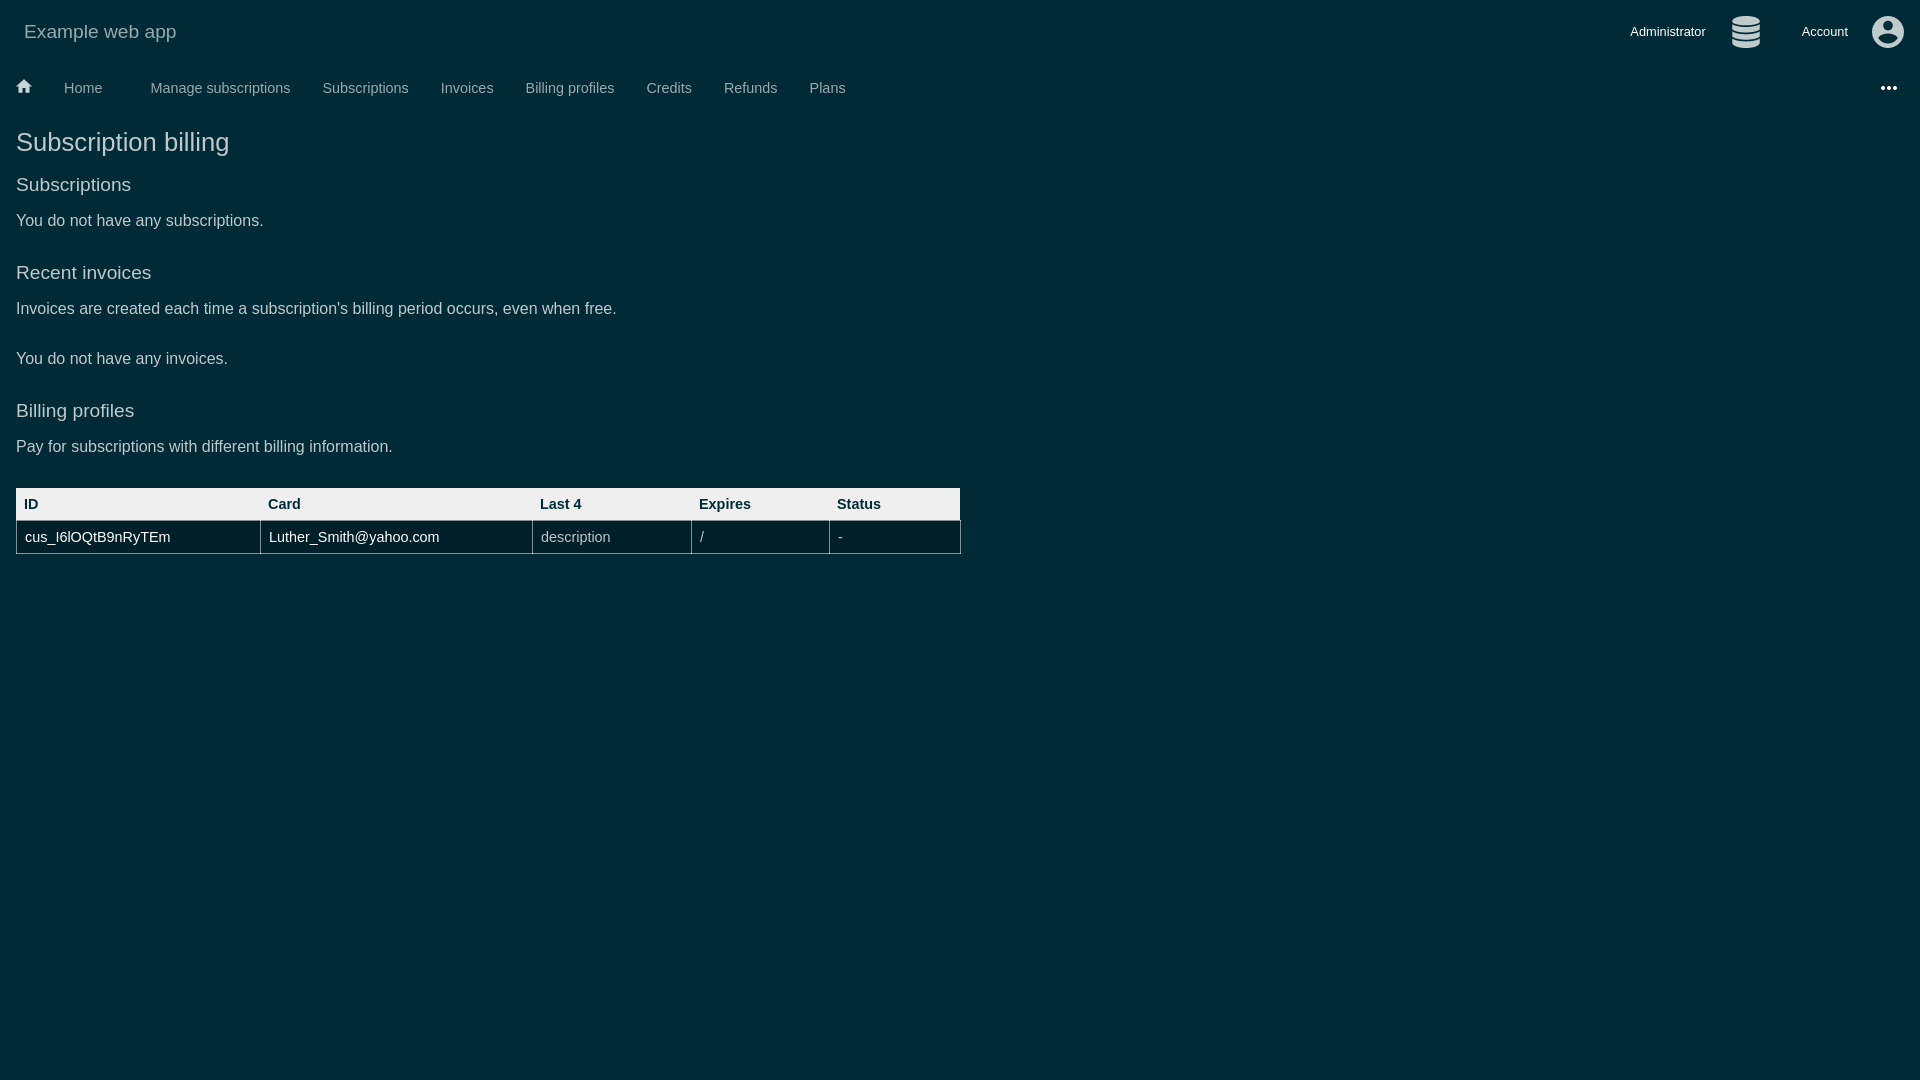 Example web app
Administrator
Account
Home
Manage subscriptions
Subscriptions
Invoices
Billing profiles
Credits
Refunds
Plans
Subscription billing
Subscriptions
You do not have any subscriptions.
Recent invoices
Invoices are created each time a subscription's billing period occurs, even when free.
You do not have any invoices.
Billing profiles
Pay for subscriptions with different billing information.
ID Card Last 4 Expires Status
cus_I6lOQtB9nRyTEm Luther_Smith@yahoo.com description / -